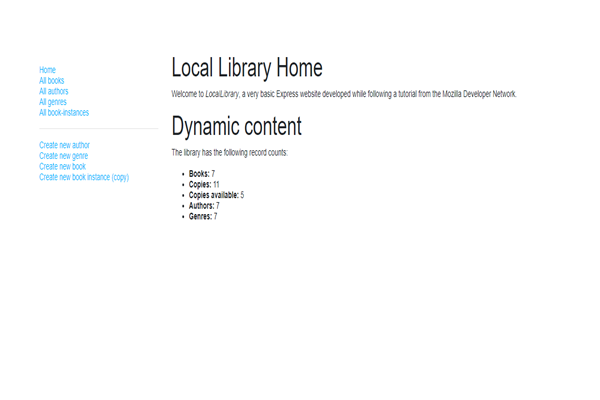 Home
All books
All authors
All genres
All book-instances
Create new author
Create new genre
Create new book
Create new book instance (copy)
Local Library Home
Welcome to LocalLibrary, a very basic Express website developed while following a tutorial from the Mozilla Developer Network.
Dynamic content
The library has the following record counts:
Books: 7
Copies: 11
Copies available: 5
Authors: 7
Genres: 7